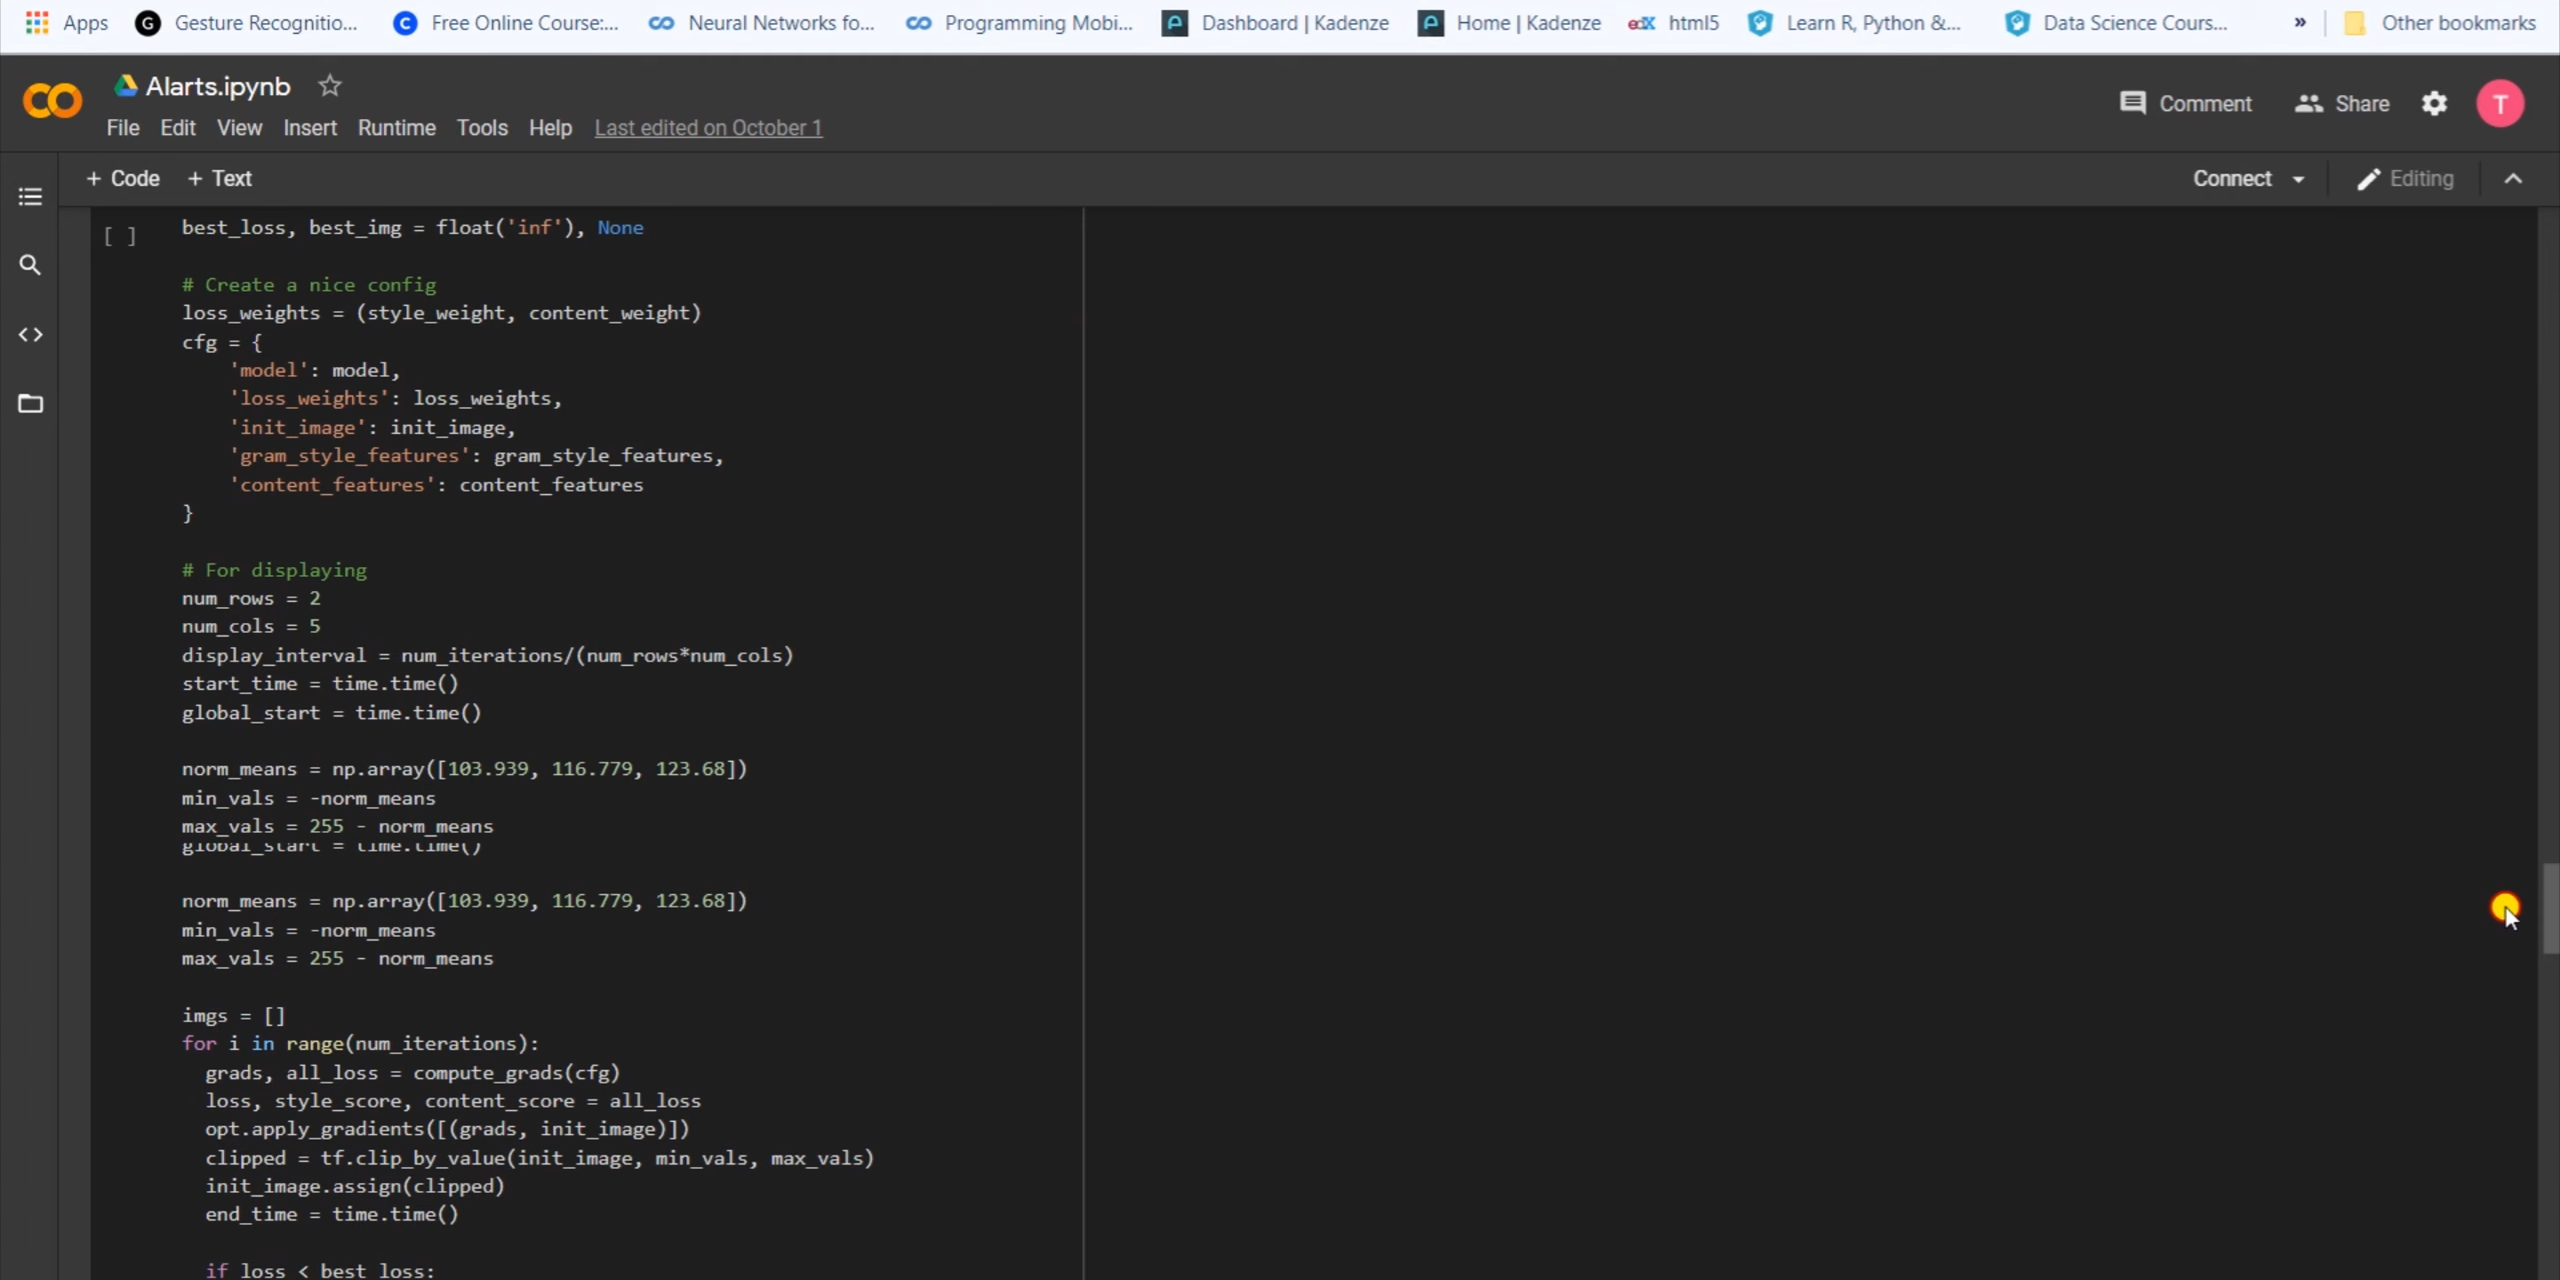 Apps Gesture Recognitio... Free Online Course:... Neural Networks fo... Programming Mobi... Dashboard | Kadenze Home | Kadenze edX html5 Learn R, Python &... Data Science Cours... » Other bookmarks
CO AIarts.ipynb
Comment Share T
File Edit View Insert Runtime Tools Help Last edited on October 1
+ Code + Text Connect Editing
[ ] best_loss, best_img = float('inf'), None
# Create a nice config
loss_weights = (style_weight, content_weight)
cfg = {
'model': model,
'loss_weights': loss_weights,
'init_image': init_image,
'gram_style_features': gram_style_features,
'content_features': content_features
}
# For displaying
num_rows = 2
num_cols = 5
display_interval = num_iterations/(num_rows*num_cols)
start_time = time.time()
global_start = time.time()
norm_means = np.array([103.939, 116.779, 123.68])
min_vals = -norm_means
max_vals = 255 - norm_means
global_start = time.time()
norm_means = np.array([103.939, 116.779, 123.68])
min_vals = -norm_means
max_vals = 255 - norm_means
imgs = []
for i in range(num_iterations):
grads, all_loss = compute_grads(cfg)
loss, style_score, content_score = all_loss
opt.apply_gradients([(grads, init_image)])
clipped = tf.clip_by_value(init_image, min_vals, max_vals)
init_image.assign(clipped)
end_time = time.time()
if loss < best_loss: